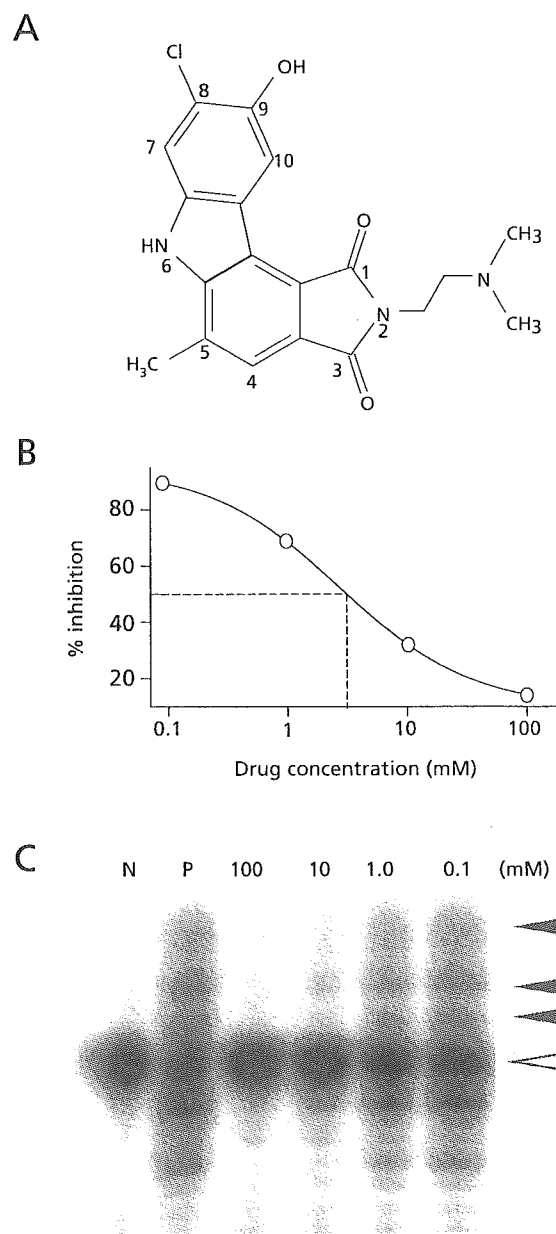 A
Cl
OH
8
9
7
10
HN
6
O
1
CH3
N
2
N
H3C
5
4
3
CH3
O
B
80
60
40
20
% inhibition
0.1 1 10 100
Drug concentration (mM)
C
N P 100 10 1.0 0.1 (mM)